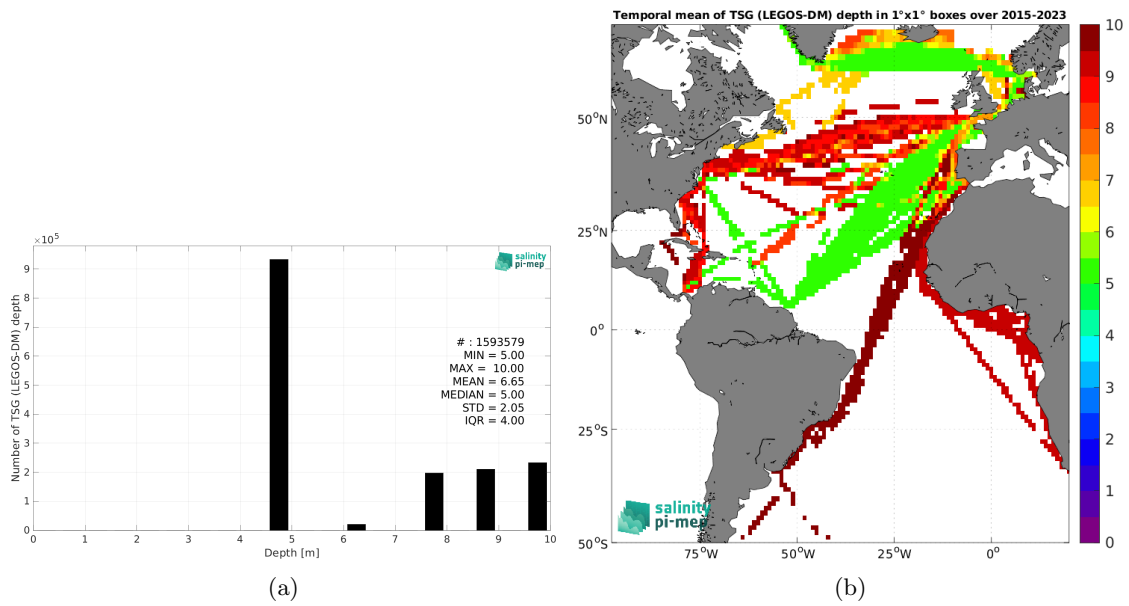 ×10⁵
9
8
7
6
5
4
3
2
1
0
Number of TSG (LEGOS-DM) depth
salinity
pi-mep
# : 1593579
MIN = 5.00
MAX = 10.00
MEAN = 6.65
MEDIAN = 5.00
STD = 2.05
IQR = 4.00
0 1 2 3 4 5 6 7 8 9 10
Depth [m]
(a)
Temporal mean of TSG (LEGOS-DM) depth in 1°x1° boxes over 2015-2023
50°N
25°N
0°
25°S
50°S
75°W 50°W 25°W 0°
salinity
pi-mep
10
9
8
7
6
5
4
3
2
1
0
(b)